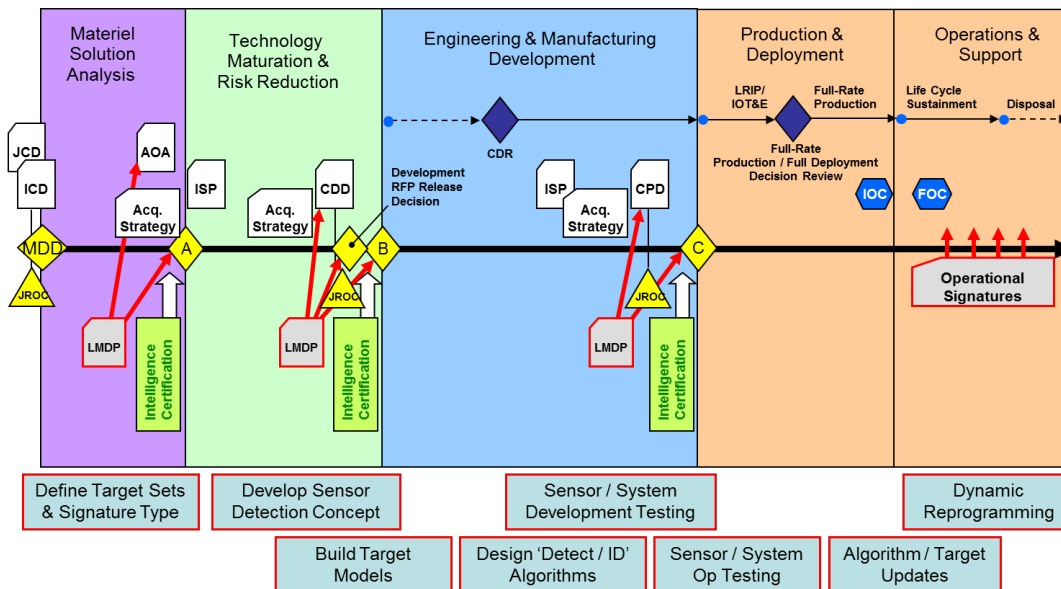 Materiel
Solution
Analysis
Technology
Maturation &
Risk Reduction
Engineering & Manufacturing
Development
Production &
Deployment
Operations &
Support
LRIP/
IOT&E
Full-Rate
Production
Life Cycle
Sustainment
Disposal
CDR
Full-Rate
Production / Full Deployment
Decision Review
JCD
ICD
AOA
Acq.
Strategy
ISP
Acq.
Strategy
CDD
Development
RFP Release
Decision
ISP
Acq.
Strategy
CPD
IOC
FOC
MDD
A
B
C
JROC
JROC
JROC
LMDP
LMDP
LMDP
Intelligence
Certification
Intelligence
Certification
Intelligence
Certification
Operational
Signatures
Define Target Sets
& Signature Type
Develop Sensor
Detection Concept
Sensor / System
Development Testing
Dynamic
Reprogramming
Build Target
Models
Design ‘Detect / ID’
Algorithms
Sensor / System
Op Testing
Algorithm / Target
Updates